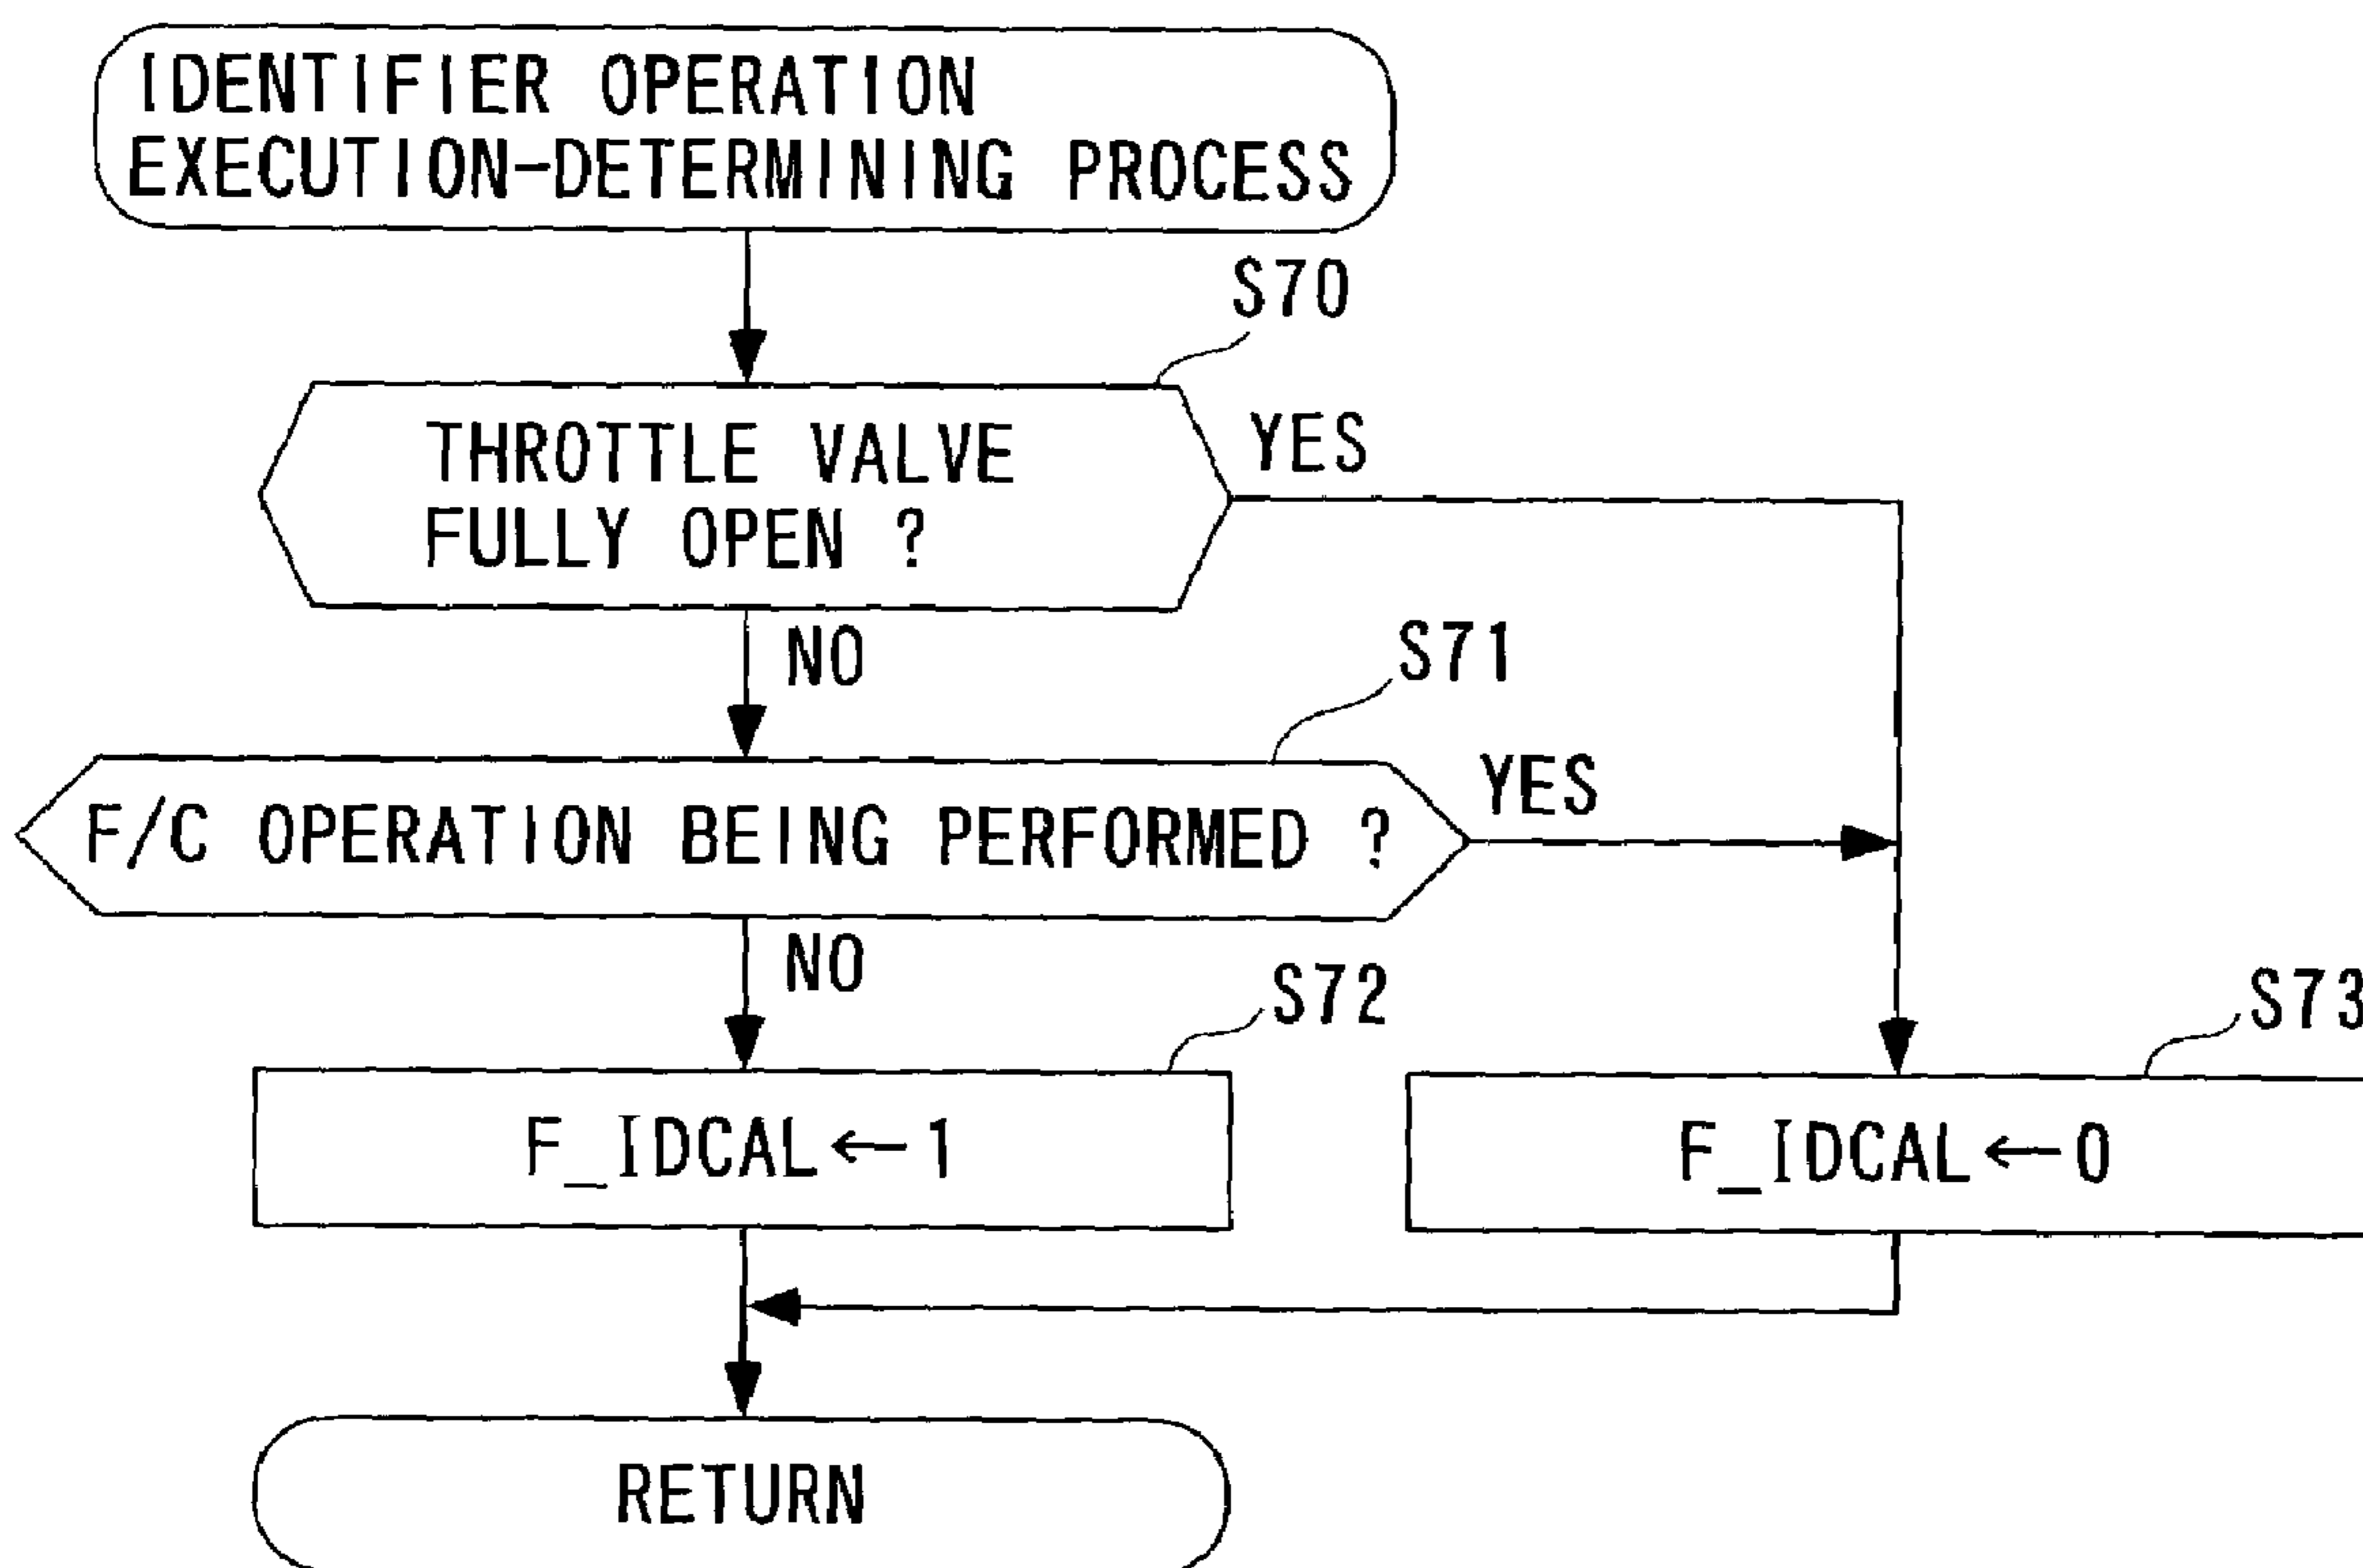 IDENTIFIER OPERATION
EXECUTION-DETERMINING PROCESS
S70
THROTTLE VALVE
FULLY OPEN ?
YES
NO
S71
F/C OPERATION BEING PERFORMED ?
YES
NO
S72
F_IDCAL←1
S73
F_IDCAL←0
RETURN